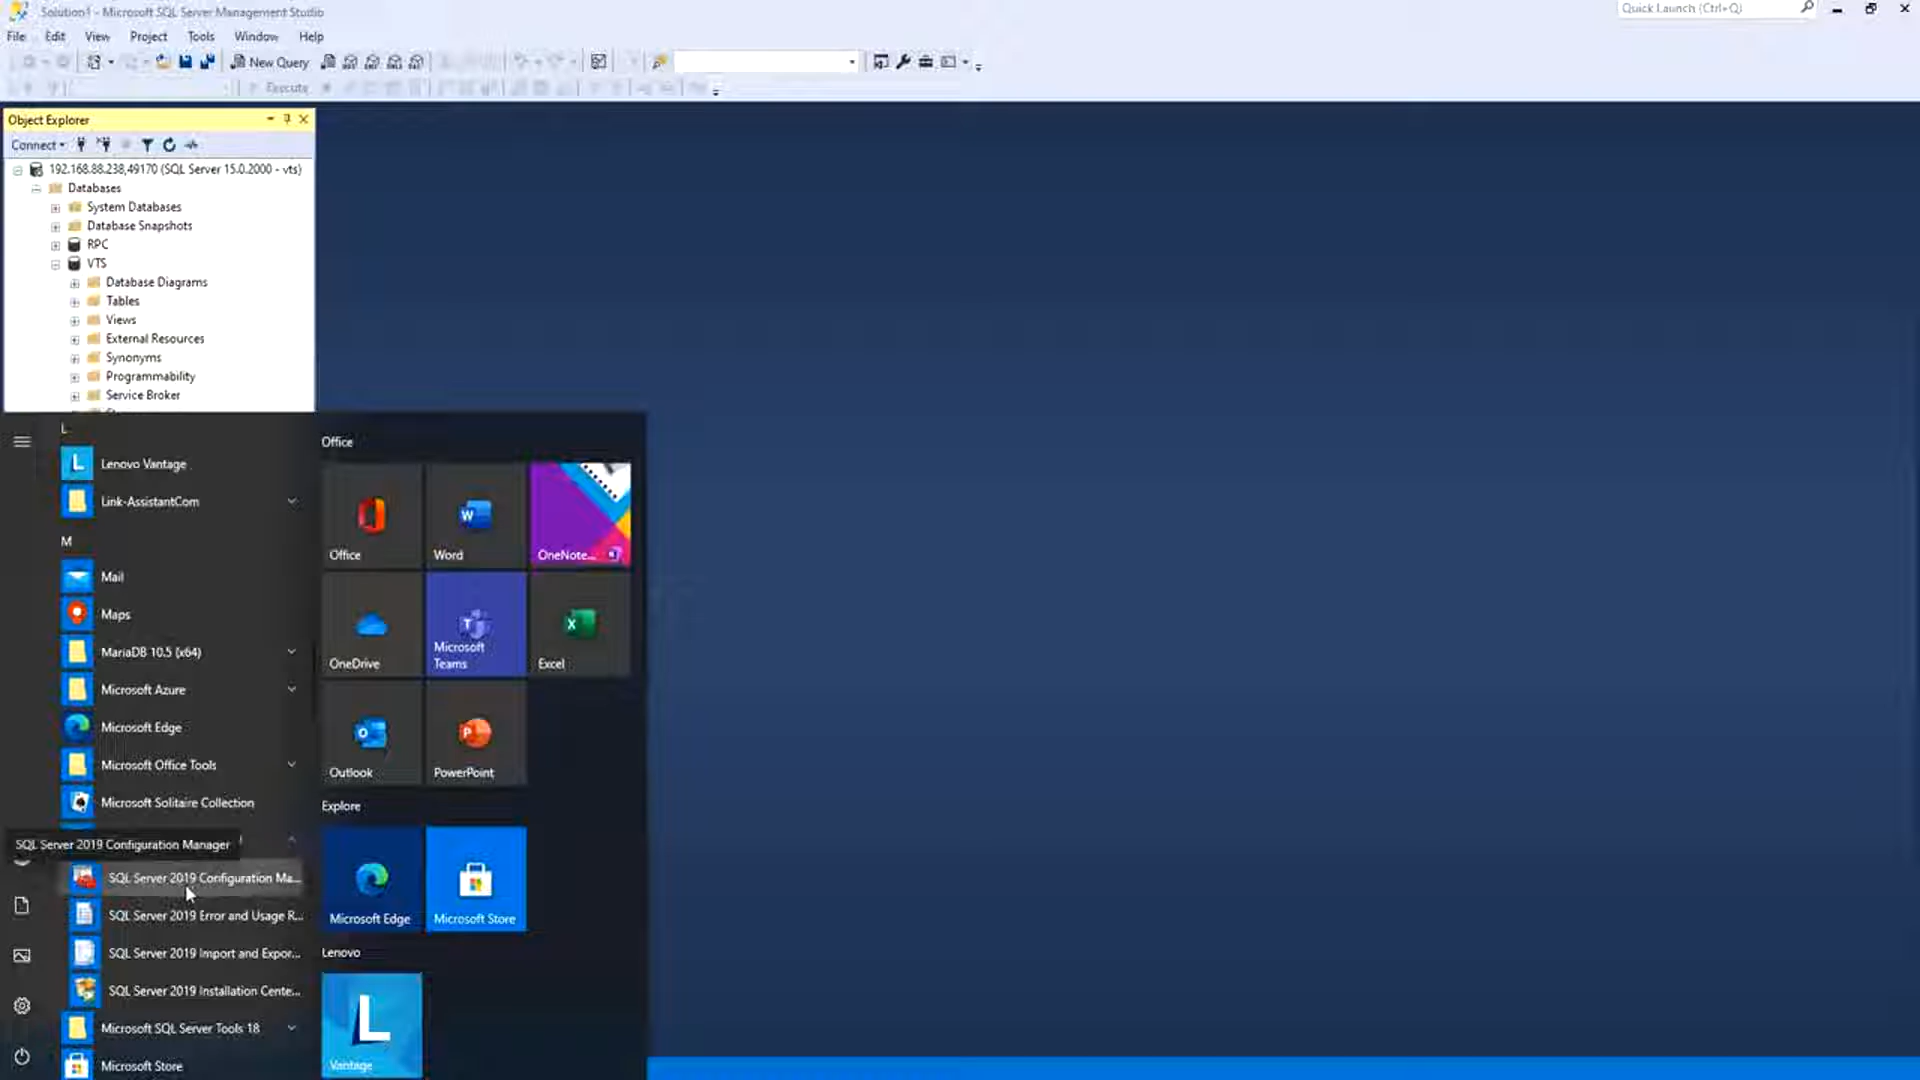 Solution1 - Microsoft SQL Server Management Studio
Quick Launch (Ctrl+Q)
File Edit View Project Tools Window Help
New Query
Execute
Object Explorer
Connect
192.168.88.238,49170 (SQL Server 15.0.2000 - vts)
Databases
System Databases
Database Snapshots
RPC
VTS
Database Diagrams
Tables
Views
External Resources
Synonyms
Programmability
Service Broker
L
Lenovo Vantage
Link-AssistantCom
M
Mail
Maps
MariaDB 10.5 (x64)
Microsoft Azure
Microsoft Edge
Microsoft Office Tools
Microsoft Solitaire Collection
SQL Server 2019 Configuration Manager
SQL Server 2019 Configuration Ma...
SQL Server 2019 Error and Usage R...
SQL Server 2019 Import and Expor...
SQL Server 2019 Installation Cente...
Microsoft SQL Server Tools 18
Microsoft Store
Office
Office
Word
OneNote...
OneDrive
Microsoft Teams
Excel
Outlook
PowerPoint
Explore
Microsoft Edge
Microsoft Store
Lenovo
Vantage